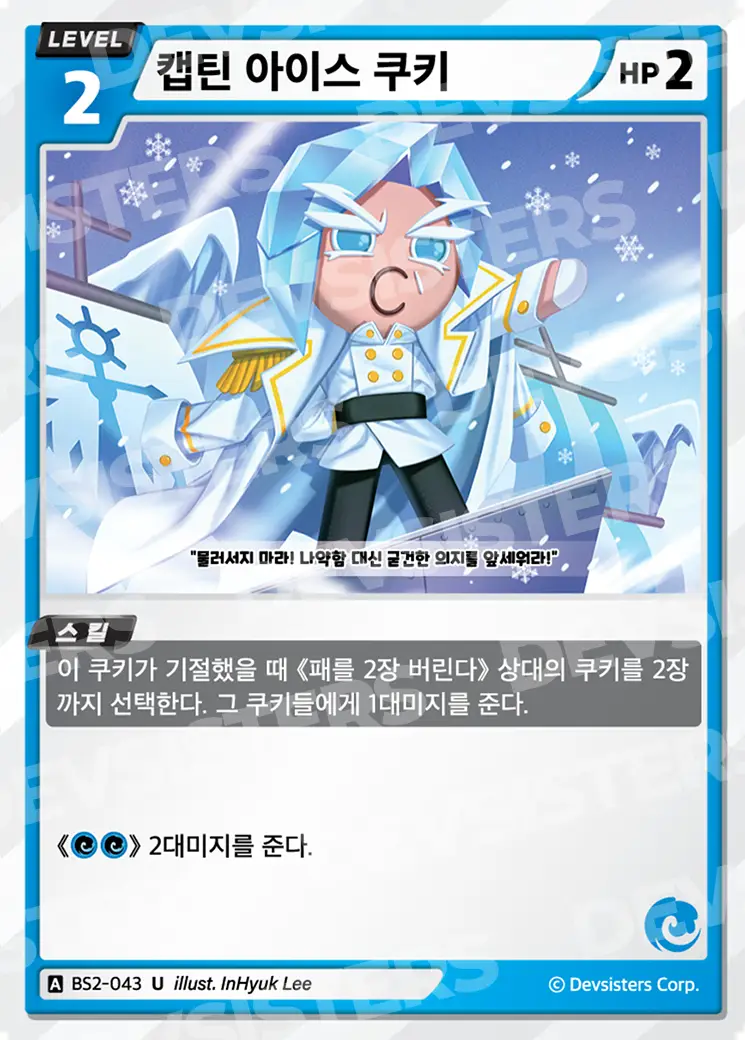 LEVEL
2
캡틴 아이스 쿠키
HP 2
"물러서지 마라! 나약함 대신 굳건한 의지를 앞세워라!"
스킬
이 쿠키가 기절했을 때 《패를 2장 버린다》 상대의 쿠키를 2장
까지 선택한다. 그 쿠키들에게 1대미지를 준다.
《》 2대미지를 준다.
A BS2-043 U illust. InHyuk Lee
© Devsisters Corp.
DEVSISTERS